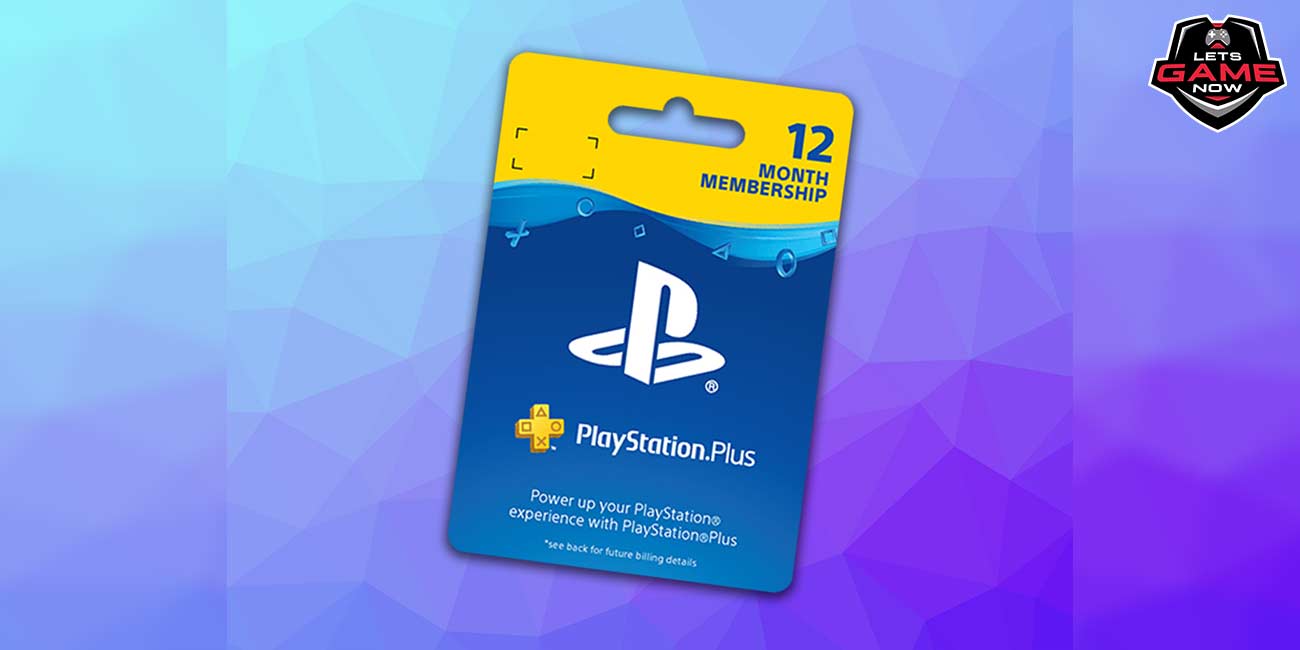 LETS
GAME
NOW
12
MONTH
MEMBERSHIP
®
PlayStation.Plus
™
Power up your PlayStation®
experience with PlayStation®Plus
*see back for future billing details